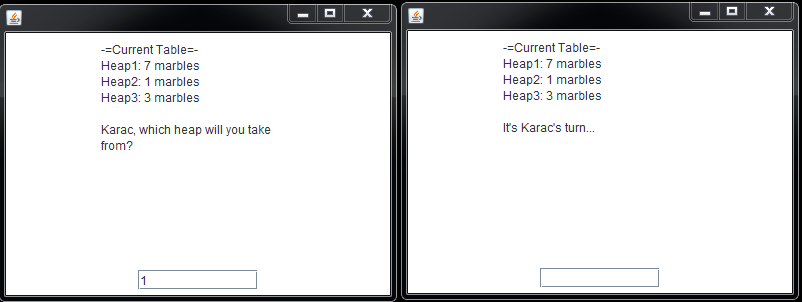 -=Current Table=-
Heap1: 7 marbles
Heap2: 1 marbles
Heap3: 3 marbles
Karac, which heap will you take
from?
1
-=Current Table=-
Heap1: 7 marbles
Heap2: 1 marbles
Heap3: 3 marbles
It's Karac's turn...